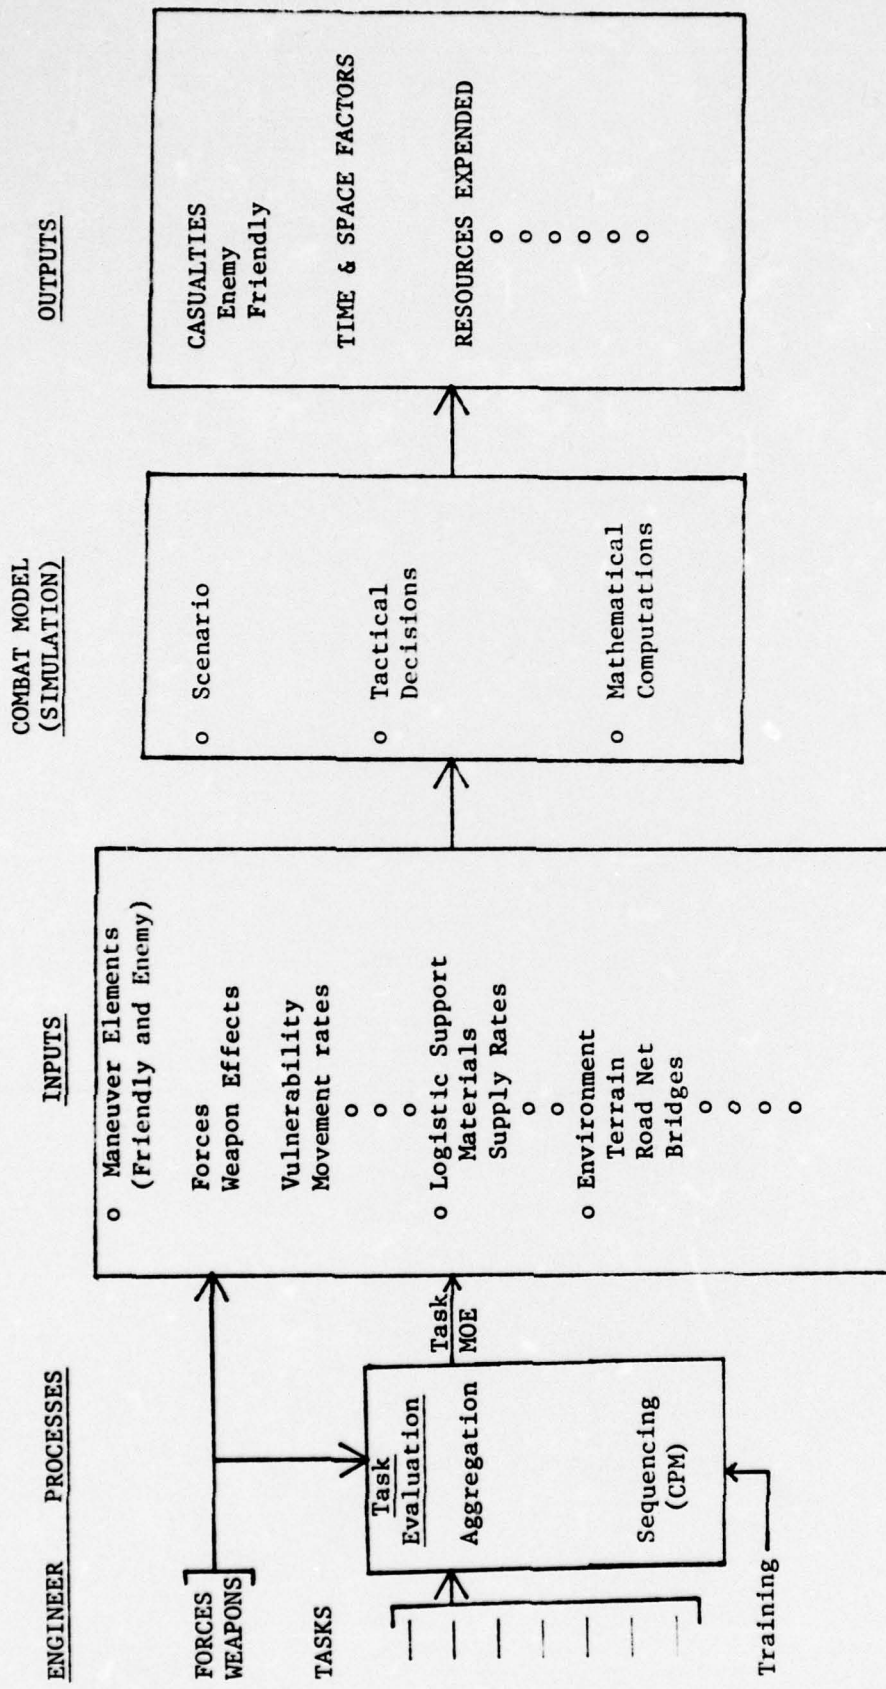 ENGINEER PROCESSES
FORCES
WEAPONS
TASKS
Training
Task
Evaluation
Aggregation
Sequencing
(CPM)
Task
MOE
INPUTS
o Maneuver Elements
(Friendly and Enemy)
Forces
Weapon Effects
Vulnerability
Movement rates
o
o
o
o Logistic Support
Materials
Supply Rates
o
o
o Environment
Terrain
Road Net
Bridges
o
o
o
o
COMBAT MODEL
(SIMULATION)
o Scenario
o Tactical
Decisions
o Mathematical
Computations
OUTPUTS
CASUALTIES
Enemy
Friendly
TIME & SPACE FACTORS
RESOURCES EXPENDED
o
o
o
o
o
o